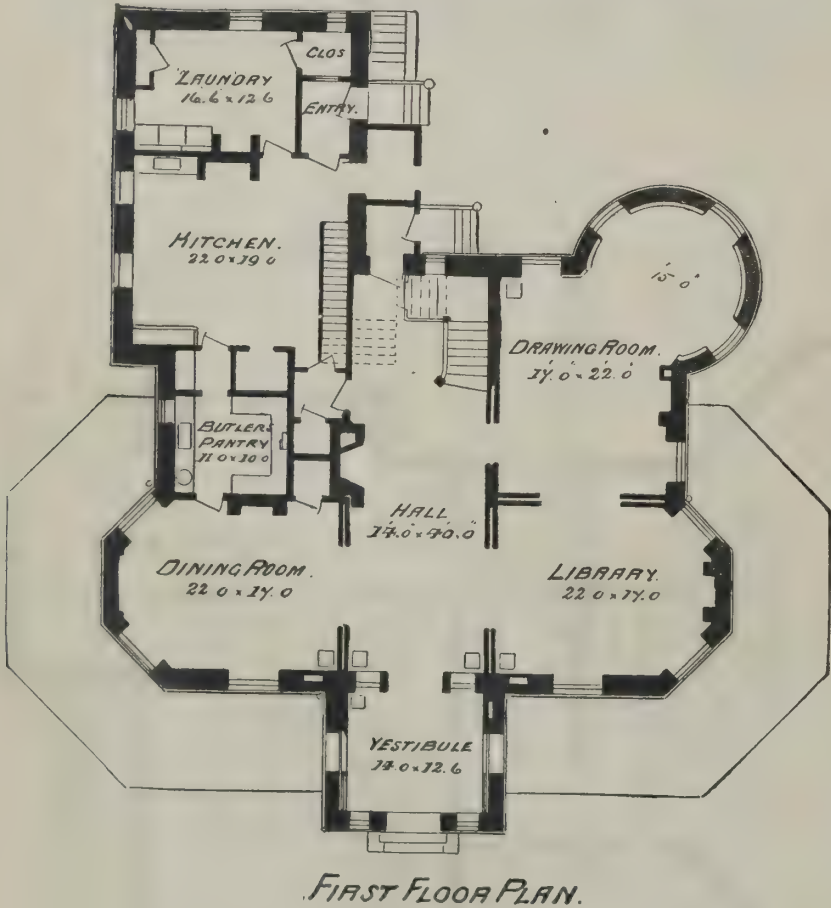 CLOS
LAUNDRY
16.6 x 12 6
ENTRY.
KITCHEN.
22 0 x 19 0
15' 0"
DRAWING ROOM.
17'. 0 x 22'. 0
BUTLERS
PANTRY
11 0 x 10 0
HALL
14'. 0 x 40'. 0"
DINING ROOM.
22 0 x 17. 0
LIBRARY.
22 0 x 17. 0
VESTIBULE
14. 0 x 12. 6
FIRST FLOOR PLAN.